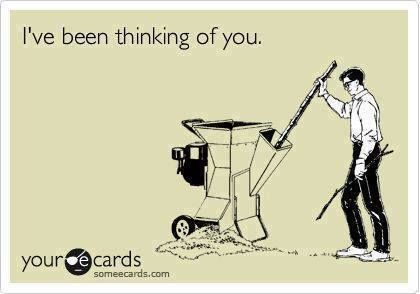 I've been thinking of you.
your e cards
someecards.com